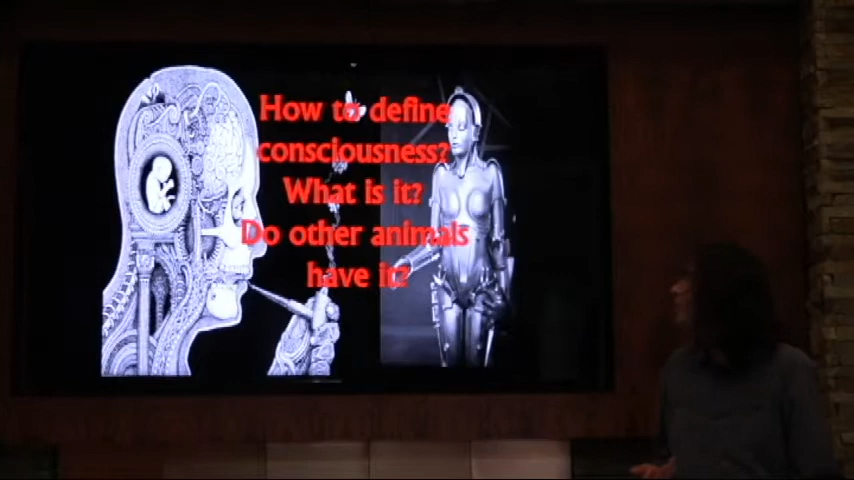 How to define
consciousness?
What is it?
Do other animals
have it?